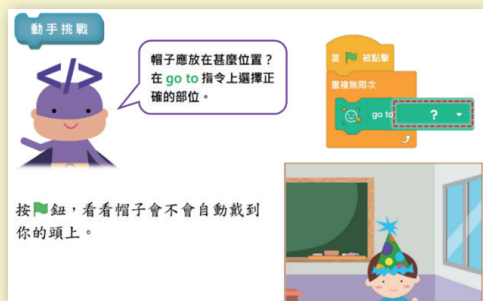 動手挑戰
帽子應放在甚麼位置？
在 go to 指令上選擇正
確的部位。
當 被點擊
重複無限次
go to ?
按 鈕，看看帽子會不會自動戴到
你的頭上。